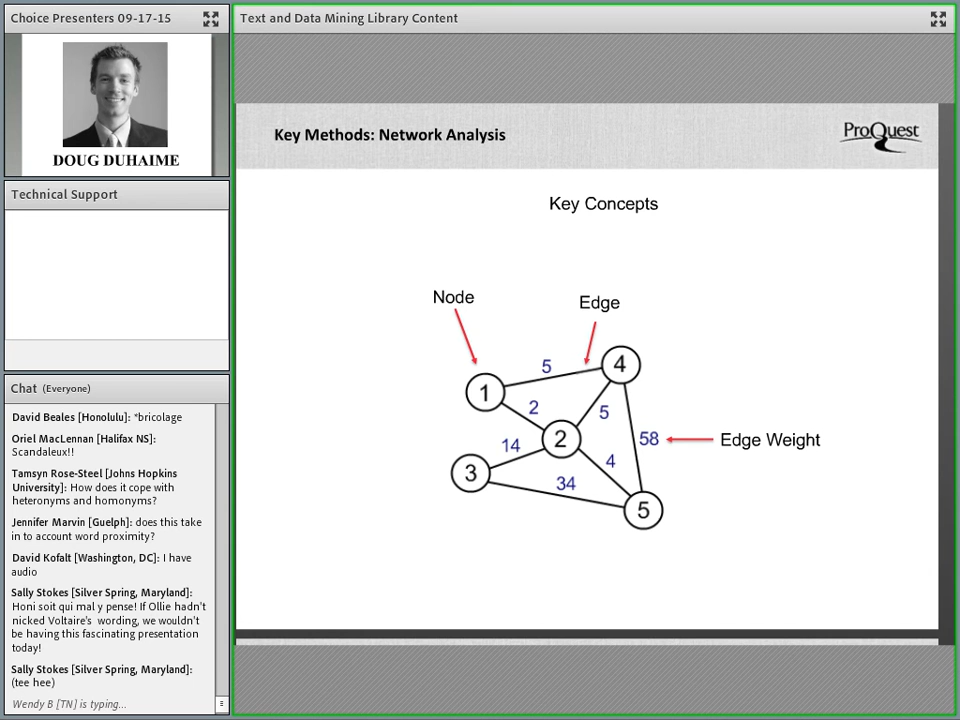 Choice Presenters 09-17-15
DOUG DUHAIME
Technical Support
Chat (Everyone)
David Beales [Honolulu]: *bricolage
Oriel MacLennan [Halifax NS]:
Scandaleux!!
Tamsyn Rose-Steel [Johns Hopkins
University]: How does it cope with
heteronyms and homonyms?
Jennifer Marvin [Guelph]: does this take
in to account word proximity?
David Kofalt [Washington, DC]: I have
audio
Sally Stokes [Silver Spring, Maryland]:
Honi soit qui mal y pense! If Ollie hadn't
nicked Voltaire's wording, we wouldn't
be having this fascinating presentation
today!
Sally Stokes [Silver Spring, Maryland]:
(tee hee)
Wendy B [TN] is typing...
Text and Data Mining Library Content
Key Methods: Network Analysis
ProQuest
Key Concepts
Node
Edge
5
4
1
2
5
2
58
Edge Weight
14
4
3
34
5